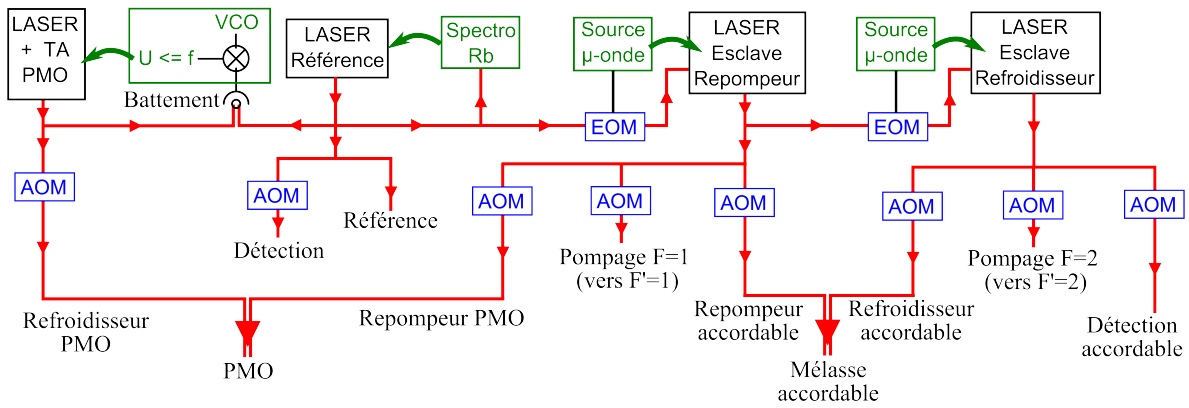 LASER
+ TA
PMO
VCO
U <= f
Battement
LASER
Référence
Spectro
Rb
Source
µ-onde
EOM
LASER
Esclave
Repompeur
Source
µ-onde
EOM
LASER
Esclave
Refroidisseur
AOM
AOM
AOM
AOM
AOM
AOM
AOM
AOM
Détection
Référence
Pompage F=1
(vers F'=1)
Pompage F=2
(vers F'=2)
Refroidisseur
PMO
Repompeur PMO
Repompeur
accordable
Refroidisseur
accordable
Détection
accordable
PMO
Mélasse
accordable